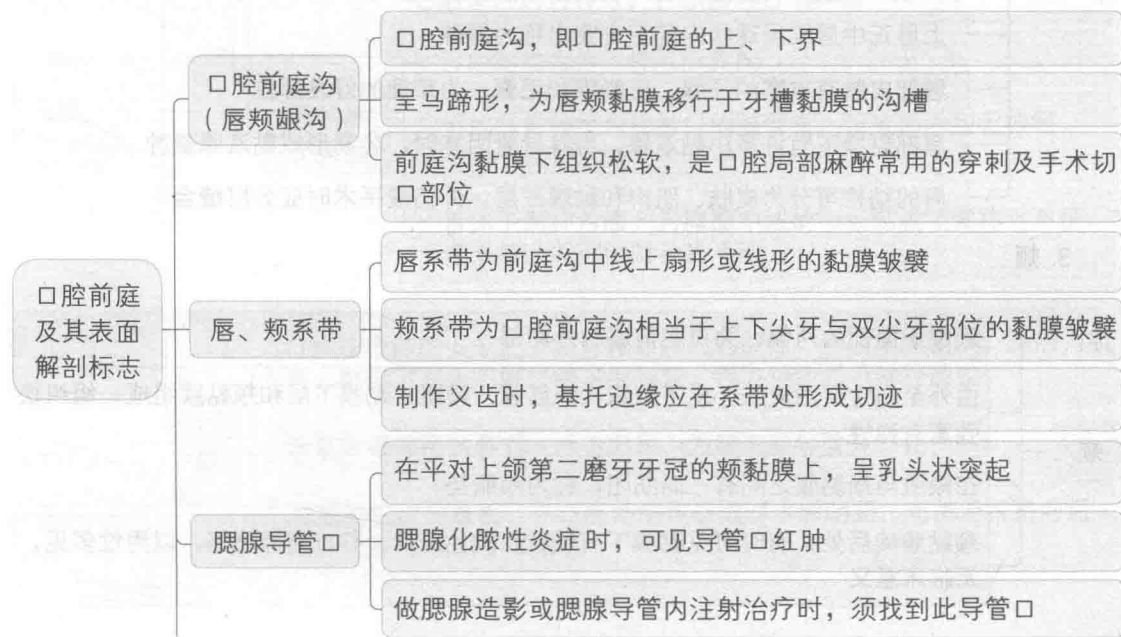 口腔前庭沟，即口腔前庭的上、下界
口腔前庭沟
（唇颊龈沟）
呈马蹄形，为唇颊黏膜移行于牙槽黏膜的沟槽
前庭沟黏膜下组织松软，是口腔局部麻醉常用的穿刺及手术切
口部位
口腔前庭
及其表面
解剖标志
唇、颊系带
唇系带为前庭沟中线上扇形或线形的黏膜皱襞
颊系带为口腔前庭沟相当于上下尖牙与双尖牙部位的黏膜皱襞
制作义齿时，基托边缘应在系带处形成切迹
腮腺导管口
在平对上颌第二磨牙牙冠的颊黏膜上，呈乳头状突起
腮腺化脓性炎症时，可见导管口红肿
做腮腺造影或腮腺导管内注射治疗时，须找到此导管口